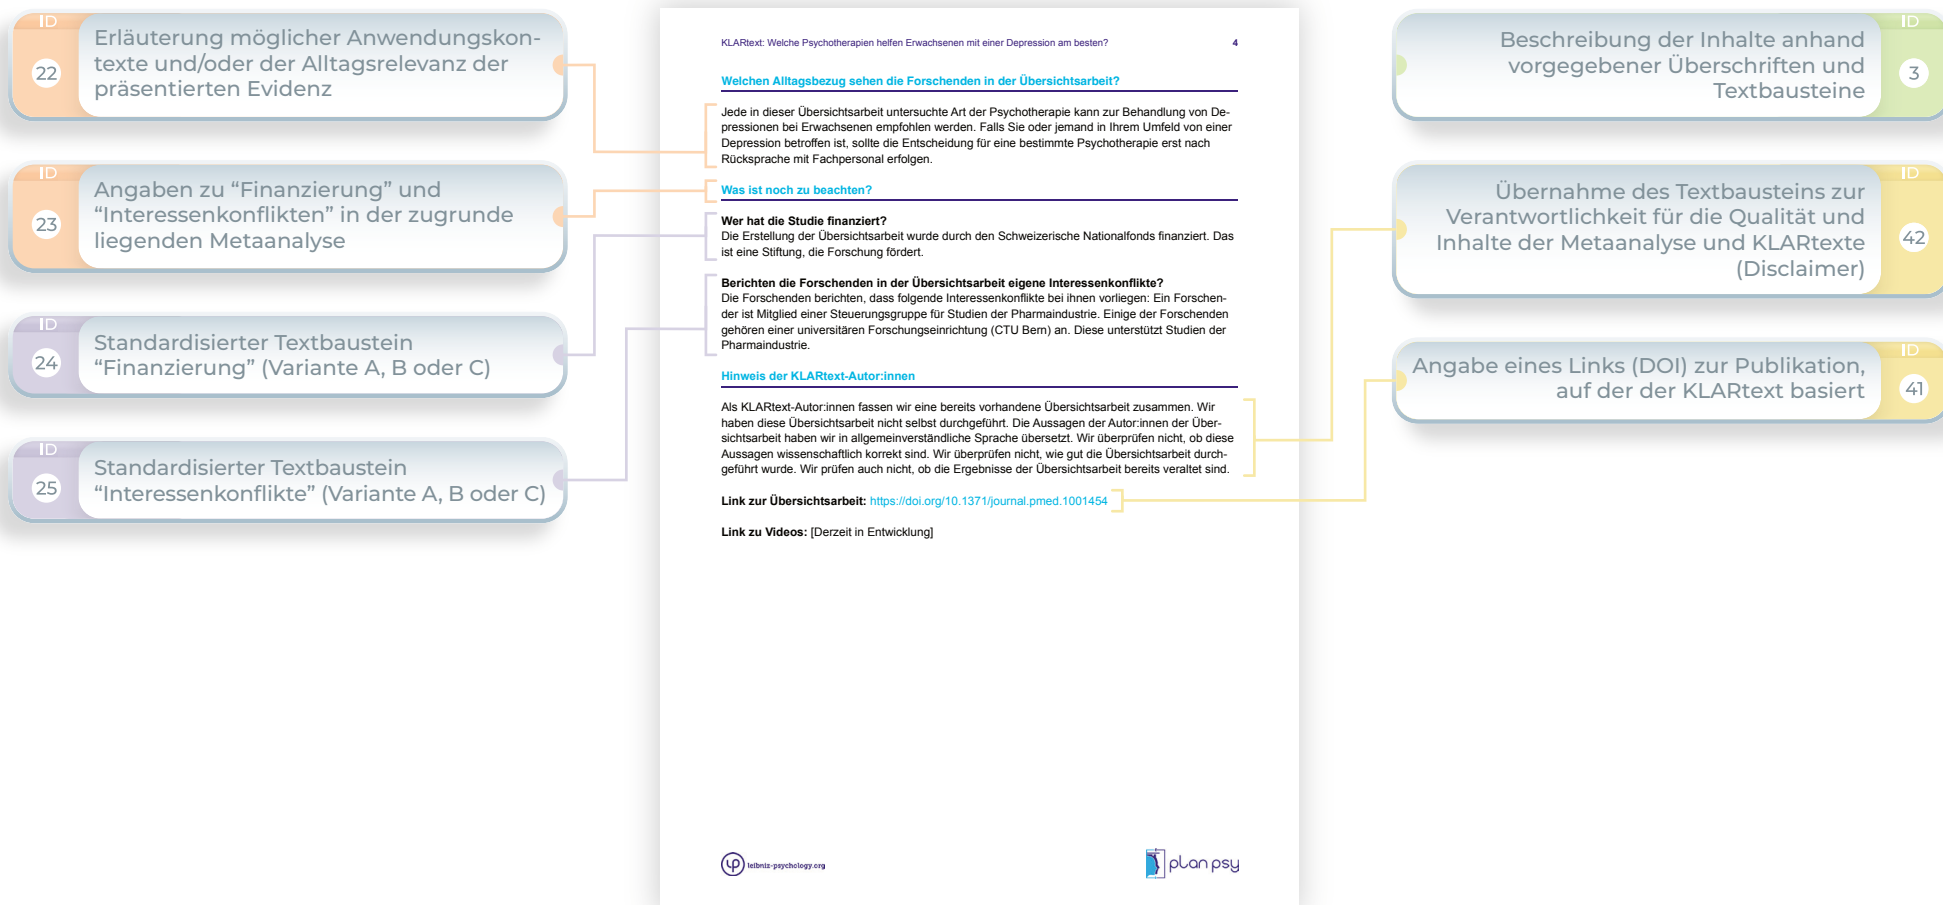 ID
22
Erläuterung möglicher Anwendungskon-
texte und/oder der Alltagsrelevanz der
präsentierten Evidenz
ID
23
Angaben zu “Finanzierung” und
“Interessenkonflikten” in der zugrunde
liegenden Metaanalyse
ID
24
Standardisierter Textbaustein
“Finanzierung” (Variante A, B oder C)
ID
25
Standardisierter Textbaustein
“Interessenkonflikte” (Variante A, B oder C)
KLARtext: Welche Psychotherapien helfen Erwachsenen mit einer Depression am besten? 4
Welchen Alltagsbezug sehen die Forschenden in der Übersichtsarbeit?
Jede in dieser Übersichtsarbeit untersuchte Art der Psychotherapie kann zur Behandlung von De-
pressionen bei Erwachsenen empfohlen werden. Falls Sie oder jemand in Ihrem Umfeld von einer
Depression betroffen ist, sollte die Entscheidung für eine bestimmte Psychotherapie erst nach
Rücksprache mit Fachpersonal erfolgen.
Was ist noch zu beachten?
Wer hat die Studie finanziert?
Die Erstellung der Übersichtsarbeit wurde durch den Schweizerische Nationalfonds finanziert. Das
ist eine Stiftung, die Forschung fördert.
Berichten die Forschenden in der Übersichtsarbeit eigene Interessenkonflikte?
Die Forschenden berichten, dass folgende Interessenkonflikte bei ihnen vorliegen: Ein Forschen-
der ist Mitglied einer Steuerungsgruppe für Studien der Pharmaindustrie. Einige der Forschenden
gehören einer universitären Forschungseinrichtung (CTU Bern) an. Diese unterstützt Studien der
Pharmaindustrie.
Hinweis der KLARtext-Autor:innen
Als KLARtext-Autor:innen fassen wir eine bereits vorhandene Übersichtsarbeit zusammen. Wir
haben diese Übersichtsarbeit nicht selbst durchgeführt. Die Aussagen der Autor:innen der Über-
sichtsarbeit haben wir in allgemeinverständliche Sprache übersetzt. Wir überprüfen nicht, ob diese
Aussagen wissenschaftlich korrekt sind. Wir überprüfen nicht, wie gut die Übersichtsarbeit durch-
geführt wurde. Wir prüfen auch nicht, ob die Ergebnisse der Übersichtsarbeit bereits veraltet sind.
Link zur Übersichtsarbeit: https://doi.org/10.1371/journal.pmed.1001454
Link zu Videos: [Derzeit in Entwicklung]
leibniz-psychology.org
plan psy
ID
3
Beschreibung der Inhalte anhand
vorgegebener Überschriften und
Textbausteine
ID
42
Übernahme des Textbausteins zur
Verantwortlichkeit für die Qualität und
Inhalte der Metaanalyse und KLARtexte
(Disclaimer)
ID
41
Angabe eines Links (DOI) zur Publikation,
auf der der KLARtext basiert